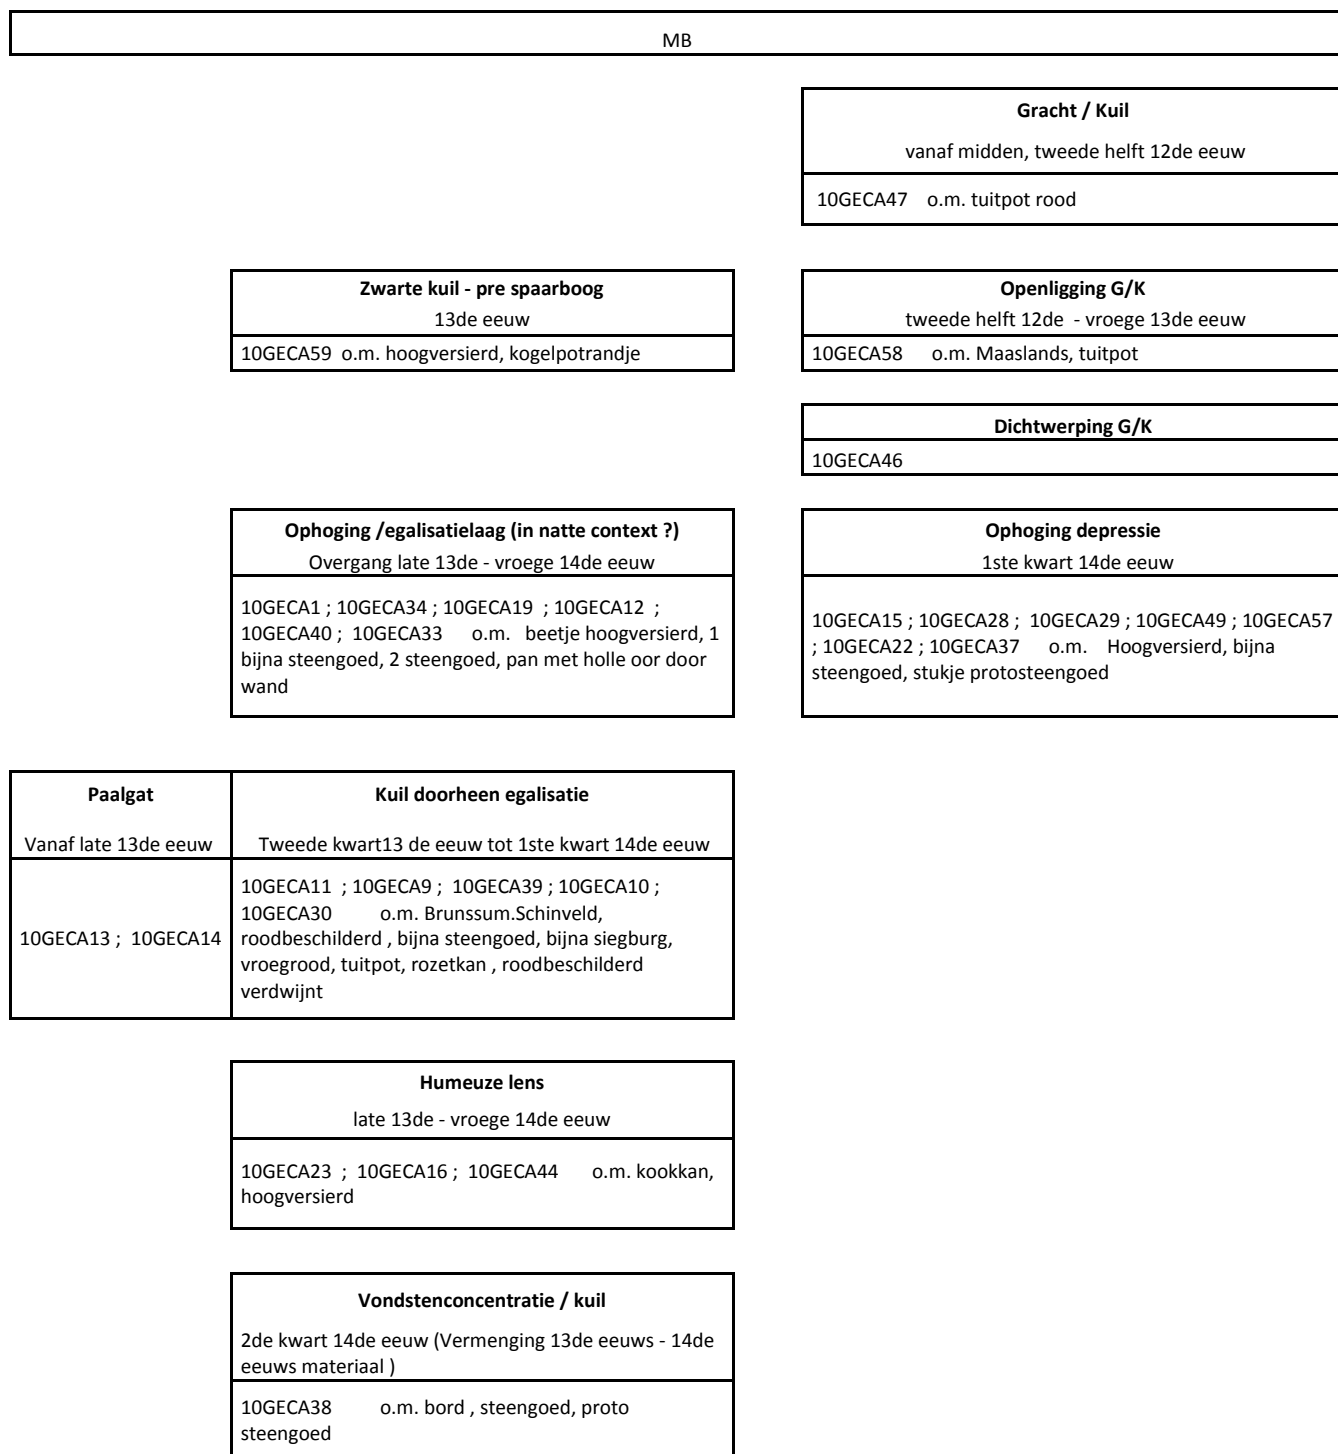 MB
Gracht / Kuil
vanaf midden, tweede helft 12de eeuw
10GECA47 o.m. tuitpot rood
Zwarte kuil - pre spaarboog
13de eeuw
10GECA59 o.m. hoogversierd, kogelpotrandje
Openligging G/K
tweede helft 12de - vroege 13de eeuw
10GECA58 o.m. Maaslands, tuitpot
Dichtwerping G/K
10GECA46
Ophoging /egalisatielaag (in natte context ?)
Overgang late 13de - vroege 14de eeuw
10GECA1 ; 10GECA34 ; 10GECA19 ; 10GECA12 ;
10GECA40 ; 10GECA33 o.m. beetje hoogversierd, 1
bijna steengoed, 2 steengoed, pan met holle oor door
wand
Ophoging depressie
1ste kwart 14de eeuw
10GECA15 ; 10GECA28 ; 10GECA29 ; 10GECA49 ; 10GECA57
; 10GECA22 ; 10GECA37 o.m. Hoogversierd, bijna
steengoed, stukje protosteengoed
Paalgat
Vanaf late 13de eeuw
10GECA13 ; 10GECA14
Kuil doorheen egalisatie
Tweede kwart13 de eeuw tot 1ste kwart 14de eeuw
10GECA11 ; 10GECA9 ; 10GECA39 ; 10GECA10 ;
10GECA30 o.m. Brunssum.Schinveld,
roodbeschilderd , bijna steengoed, bijna siegburg,
vroegrood, tuitpot, rozetkan , roodbeschilderd
verdwijnt
Humeuze lens
late 13de - vroege 14de eeuw
10GECA23 ; 10GECA16 ; 10GECA44 o.m. kookkan,
hoogversierd
Vondstenconcentratie / kuil
2de kwart 14de eeuw (Vermenging 13de eeuws - 14de
eeuws materiaal )
10GECA38 o.m. bord , steengoed, proto
steengoed